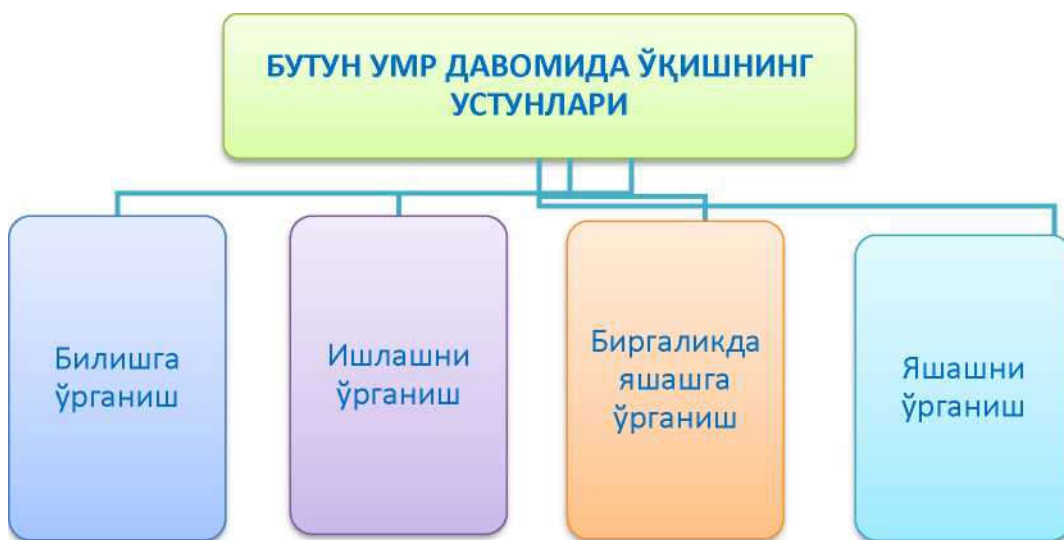 БУТУН УМР ДАВОМИДА ЎҚИШНИНГ
УСТУНЛАРИ
Билишга
ўрганиш
Ишлашни
ўрганиш
Биргаликда
яшашга
ўрганиш
Яшашни
ўрганиш